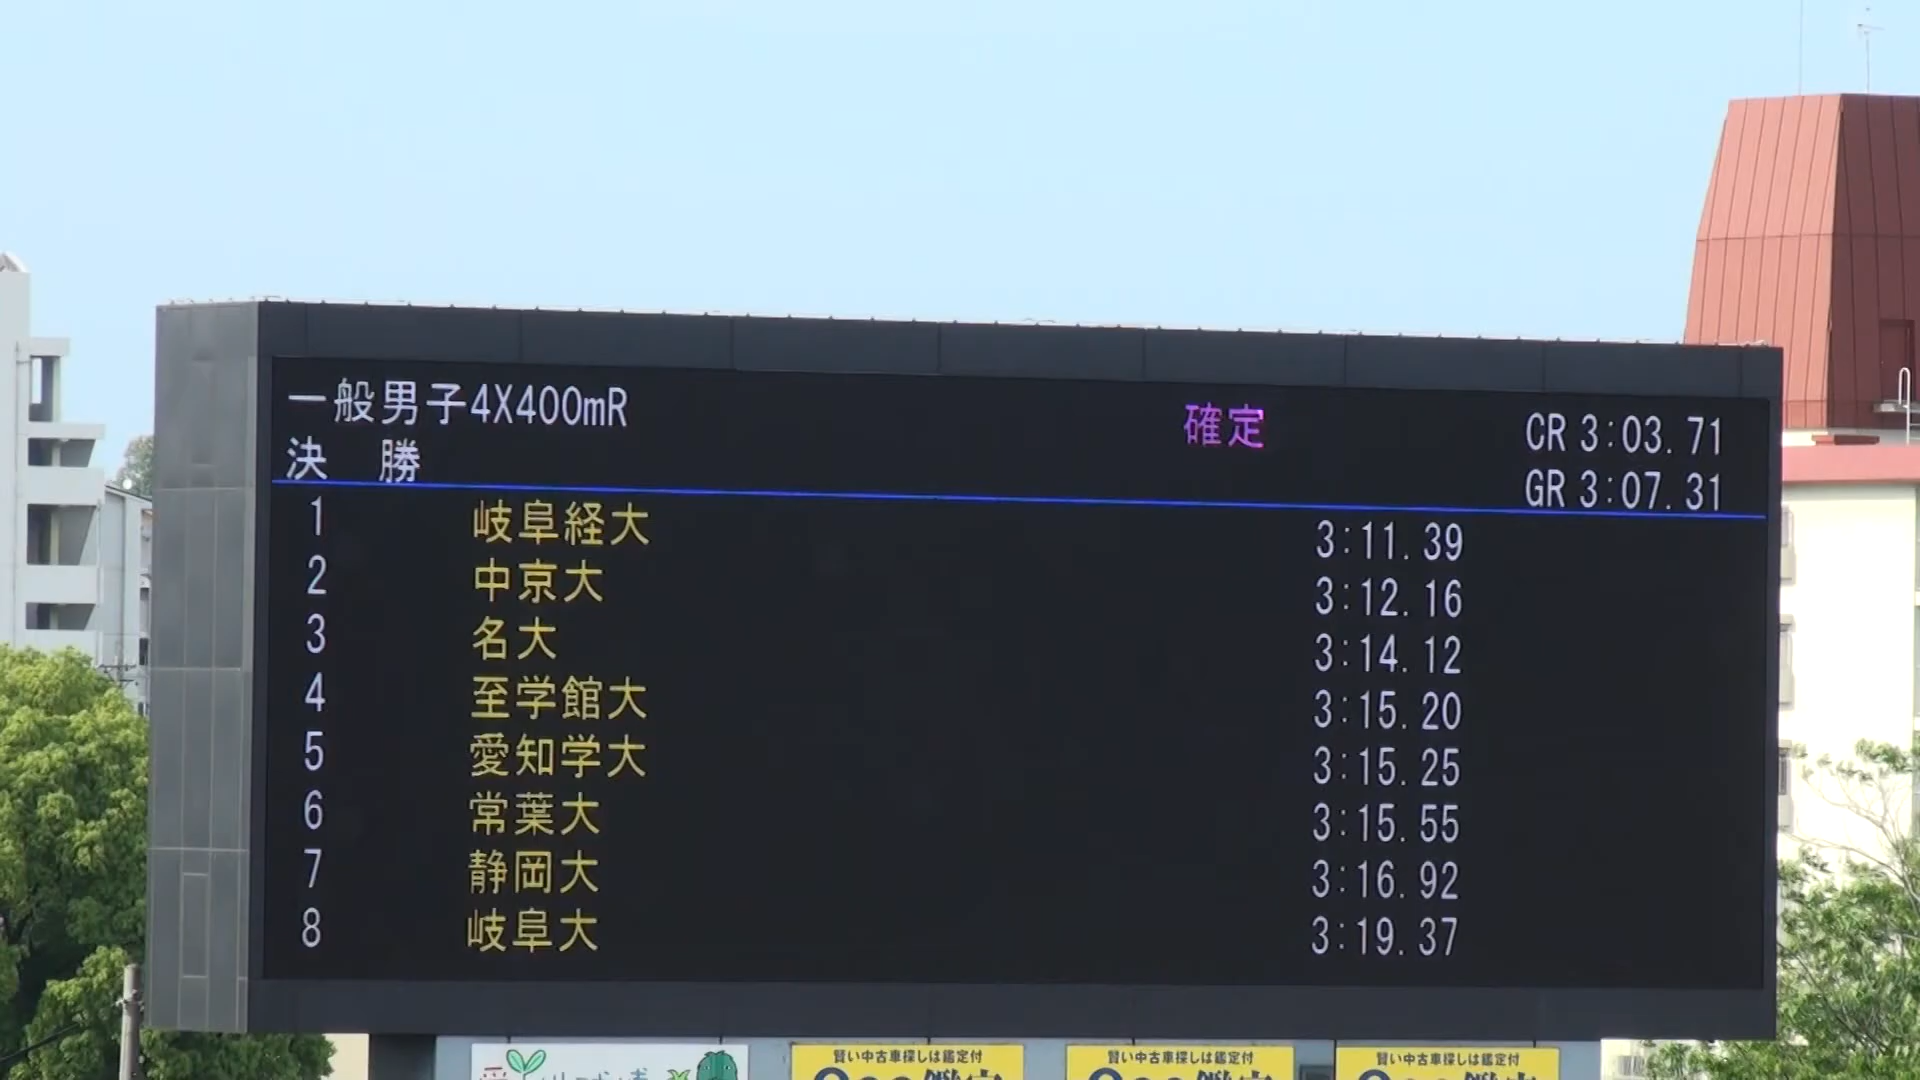 一般男子4X400mR 確定 CR 3:03.71
決 勝 GR 3:07.31
1 岐阜経大 3:11.39
2 中京大 3:12.16
3 名大 3:14.12
4 至学館大 3:15.20
5 愛知学大 3:15.25
6 常葉大 3:15.55
7 静岡大 3:16.92
8 岐阜大 3:19.37
賢い中古車探しは鑑定付 賢い中古車探しは鑑定付 賢い中古車探しは鑑定付